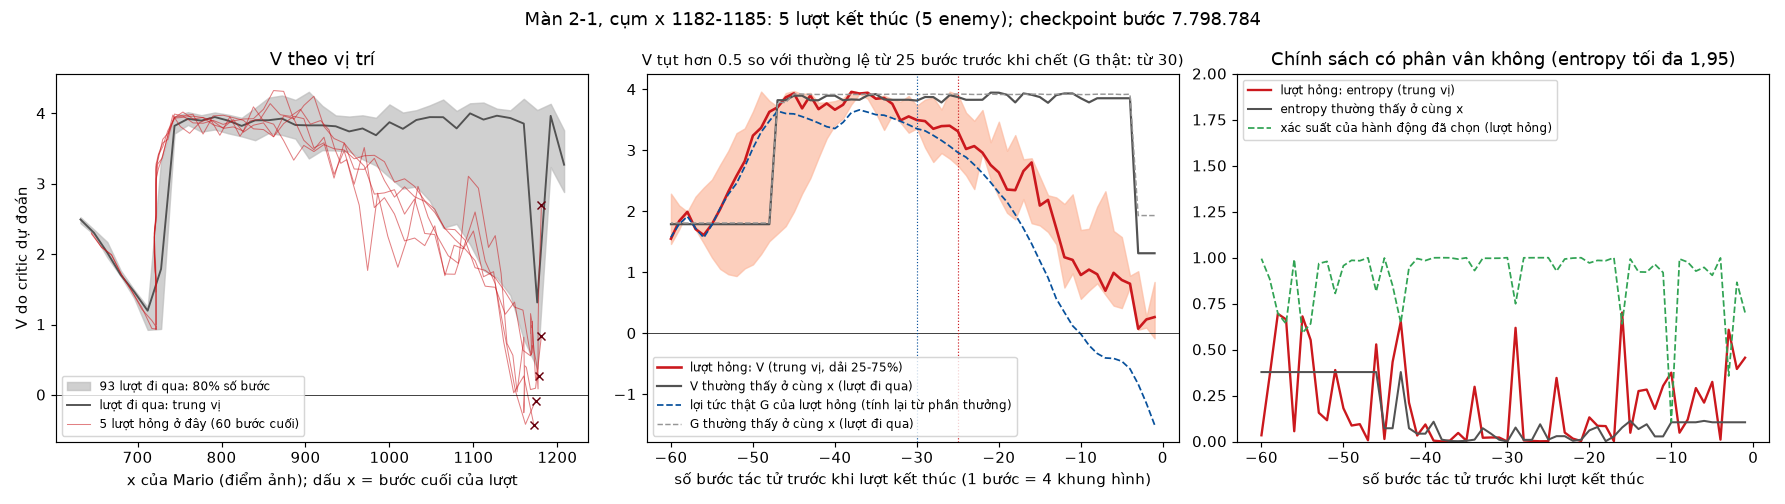 Màn 2-1, cụm x 1182-1185: 5 lượt kết thúc (5 enemy); checkpoint bước 7.798.784
V theo vị trí
V do critic dự đoán
4
3
2
1
0
93 lượt đi qua: 80% số bước
lượt đi qua: trung vị
5 lượt hỏng ở đây (60 bước cuối)
700
800
900
1000
1100
1200
x của Mario (điểm ảnh); dấu x = bước cuối của lượt
V tụt hơn 0.5 so với thường lệ từ 25 bước trước khi chết (G thật: từ 30)
4
3
2
1
0
−1
lượt hỏng: V (trung vị, dải 25-75%)
V thường thấy ở cùng x (lượt đi qua)
lợi tức thật G của lượt hỏng (tính lại từ phần thưởng)
G thường thấy ở cùng x (lượt đi qua)
−60
−50
−40
−30
−20
−10
0
số bước tác tử trước khi lượt kết thúc (1 bước = 4 khung hình)
Chính sách có phân vân không (entropy tối đa 1,95)
2.00
1.75
1.50
1.25
1.00
0.75
0.50
0.25
0.00
lượt hỏng: entropy (trung vị)
entropy thường thấy ở cùng x
xác suất của hành động đã chọn (lượt hỏng)
−60
−50
−40
−30
−20
−10
0
số bước tác tử trước khi lượt kết thúc